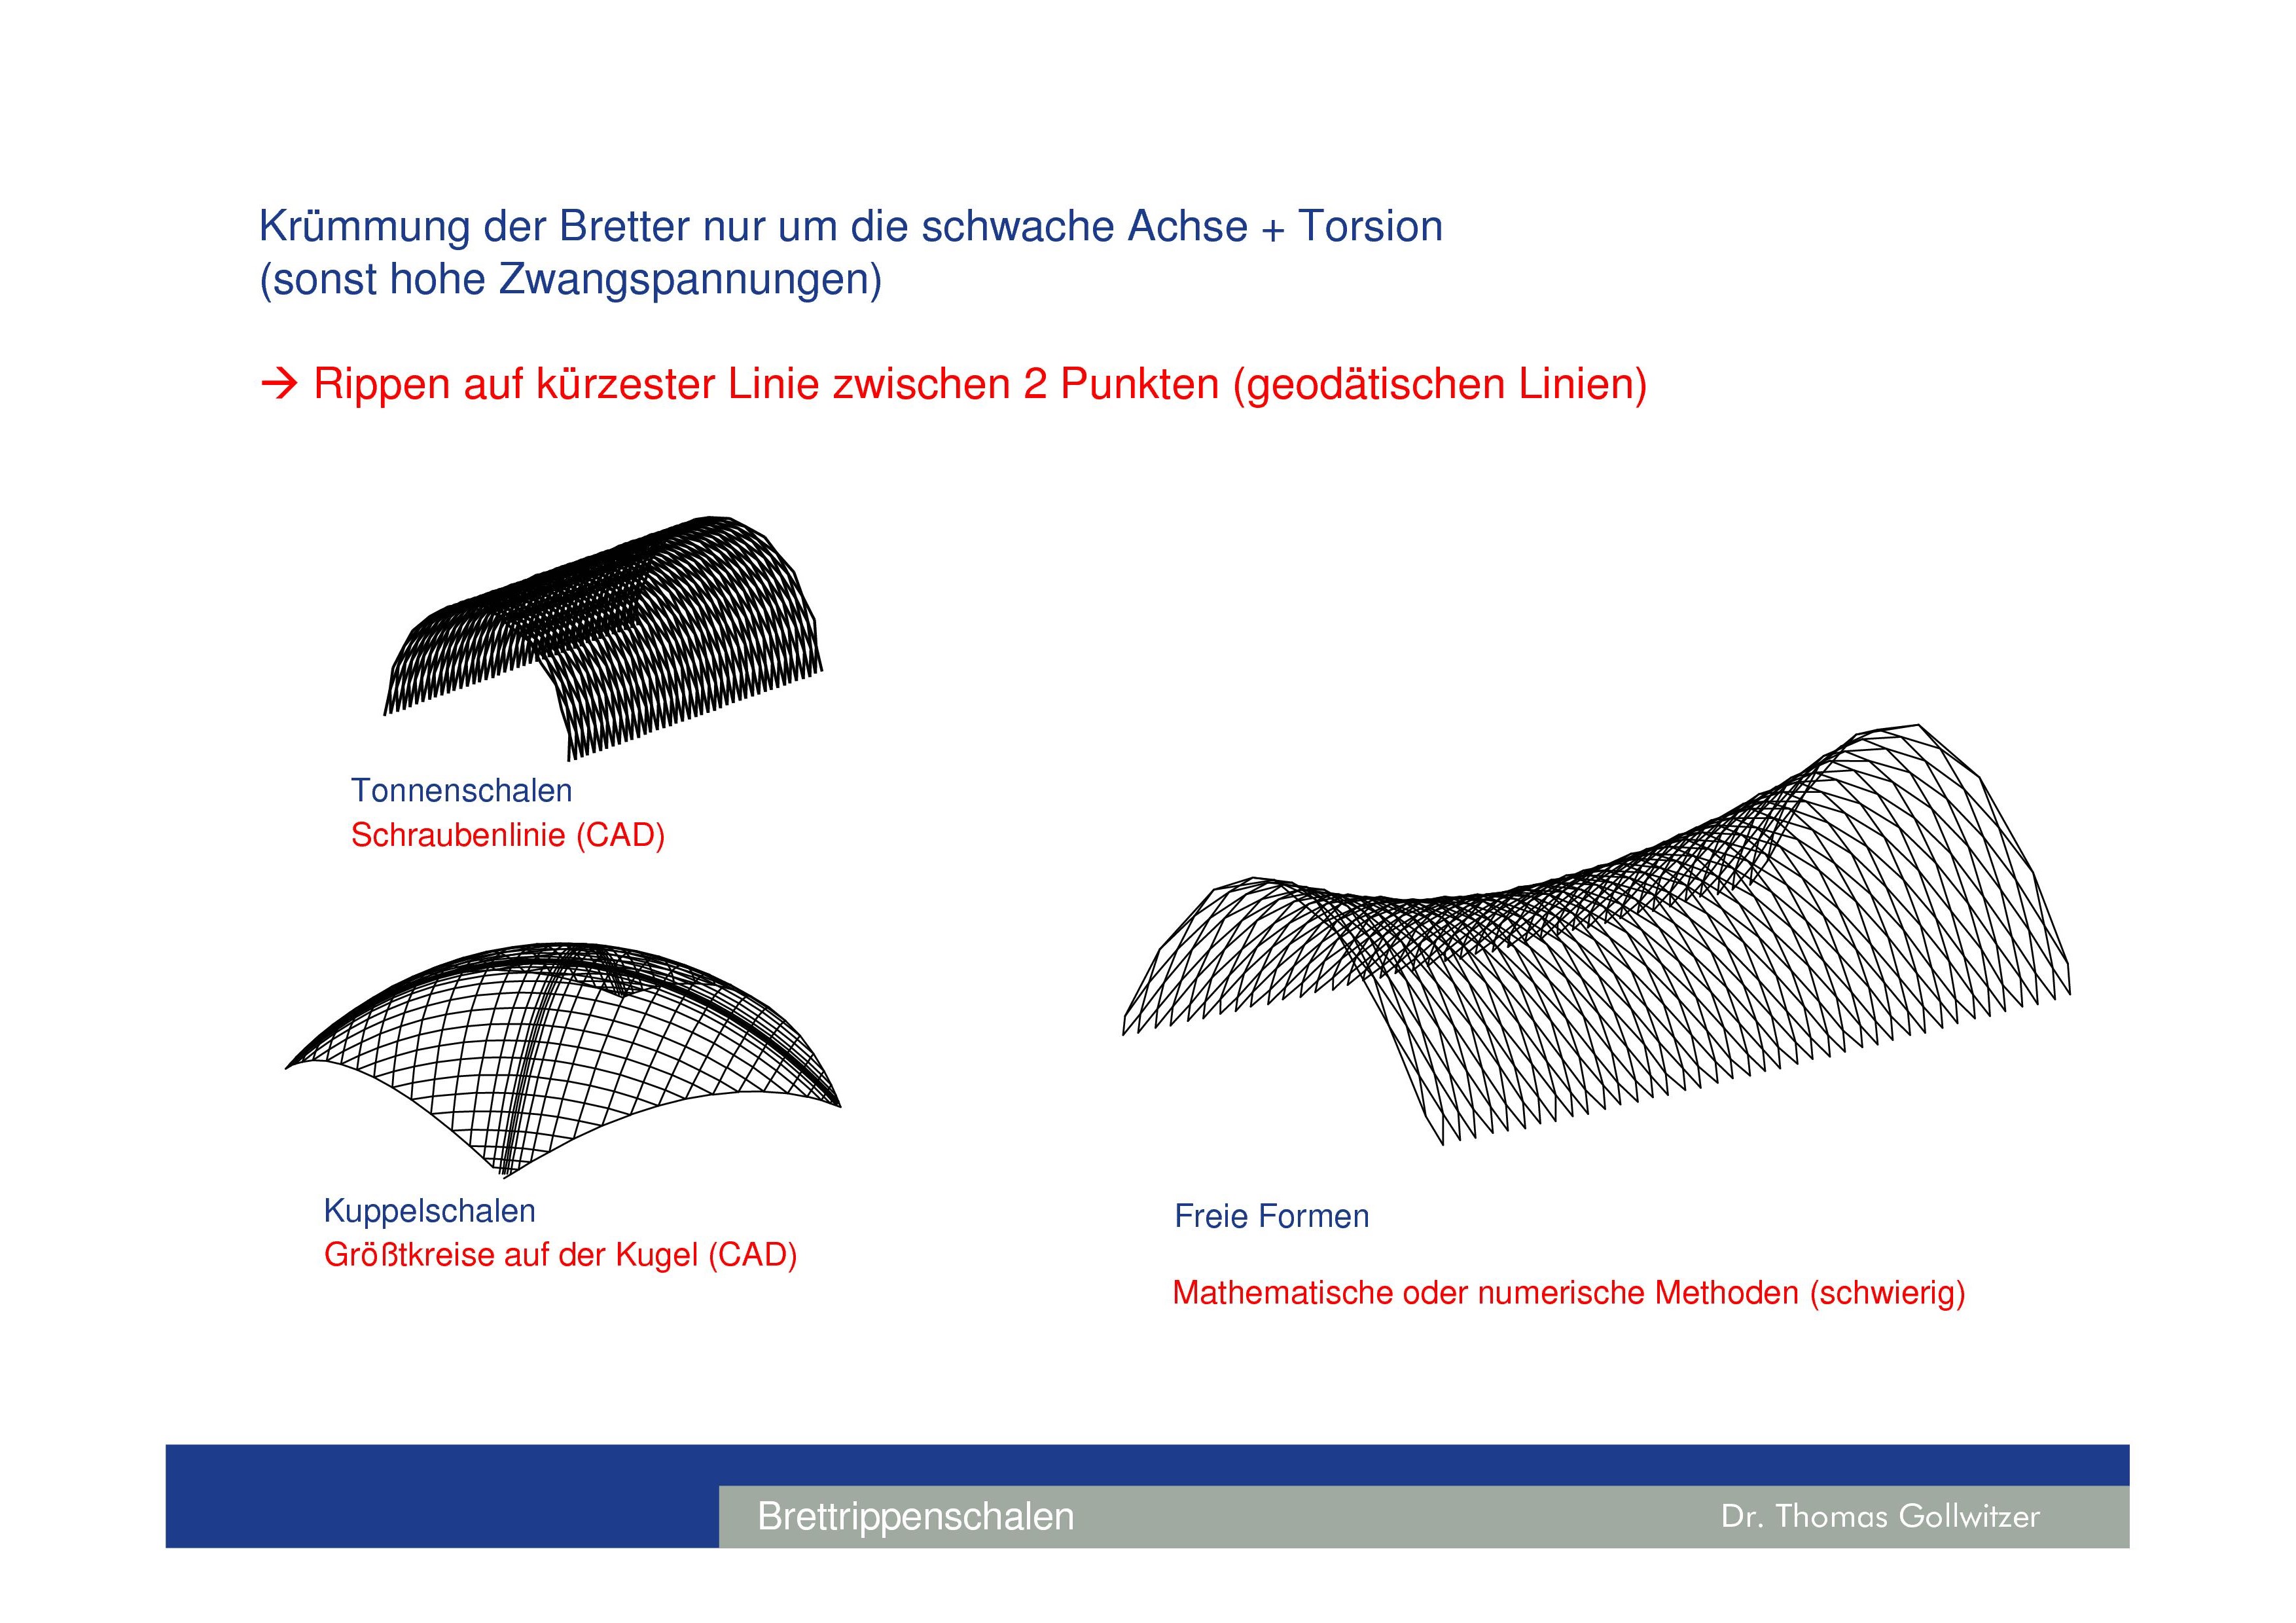 Krümmung der Bretter nur um die schwache Achse + Torsion
(sonst hohe Zwangspannungen)
→ Rippen auf kürzester Linie zwischen 2 Punkten (geodätischen Linien)
Tonnenschalen
Schraubenlinie (CAD)
Kuppelschalen
Größtkreise auf der Kugel (CAD)
Freie Formen
Mathematische oder numerische Methoden (schwierig)
Brettrippenschalen
Dr. Thomas Gollwitzer